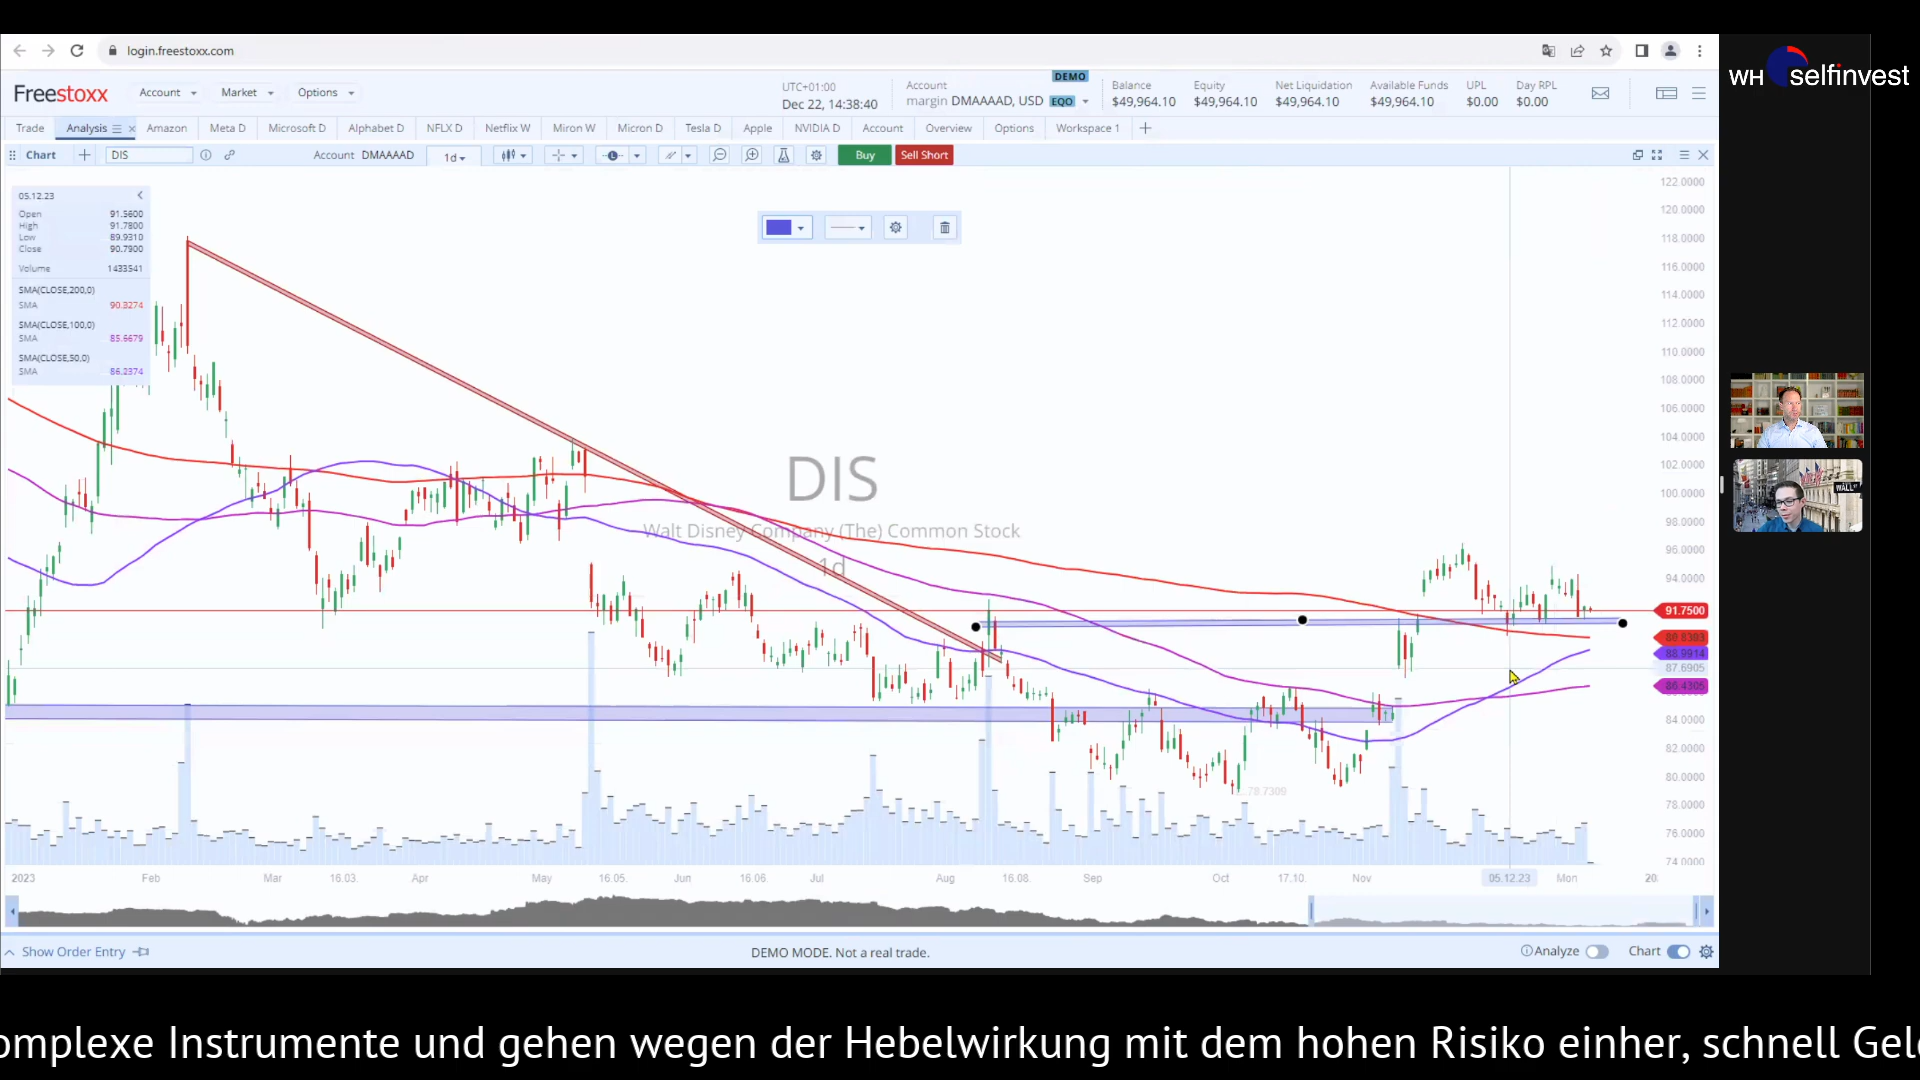 login.freestoxx.com
WH selfinvest
Freestoxx
Account
Market
Options
UTC+01:00
Dec 22, 14:38:40
Account
margin DMAAAAD, USD
DEMO
EQO
Balance
$49,964.10
Equity
$49,964.10
Net Liquidation
$49,964.10
Available Funds
$49,964.10
UPL
$0.00
Day RPL
$0.00
Trade Analysis Amazon Meta D Microsoft D Alphabet D NFLX D Netflix W Miron W Micron D Tesla D Apple NVIDIA D Account Overview Options Workspace 1
Chart DIS Account DMAAAAD 1d Buy Sell Short
05.12.23
Open 91.5600
High 91.7800
Low 89.9310
Close 90.7900
Volume 1433541
SMA(CLOSE,200,0)
SMA 90.3274
SMA(CLOSE,100,0)
SMA 85.6679
SMA(CLOSE,50,0)
SMA 86.2374
DIS
Walt Disney Company (The) Common Stock
1d
78.7309
122.0000
120.0000
118.0000
116.0000
114.0000
112.0000
110.0000
108.0000
106.0000
104.0000
102.0000
100.0000
98.0000
96.0000
94.0000
91.7500
88.9914
87.6905
86.4305
84.0000
82.0000
80.0000
78.0000
76.0000
74.0000
2023 Feb Mar 16.03. Apr May 16.05. Jun 16.06. Jul Aug 16.08. Sep Oct 17.10. Nov 05.12.23 Mon 20.
WALL
Show Order Entry
DEMO MODE. Not a real trade.
Analyze
Chart
omplexe Instrumente und gehen wegen der Hebelwirkung mit dem hohen Risiko einher, schnell Gel